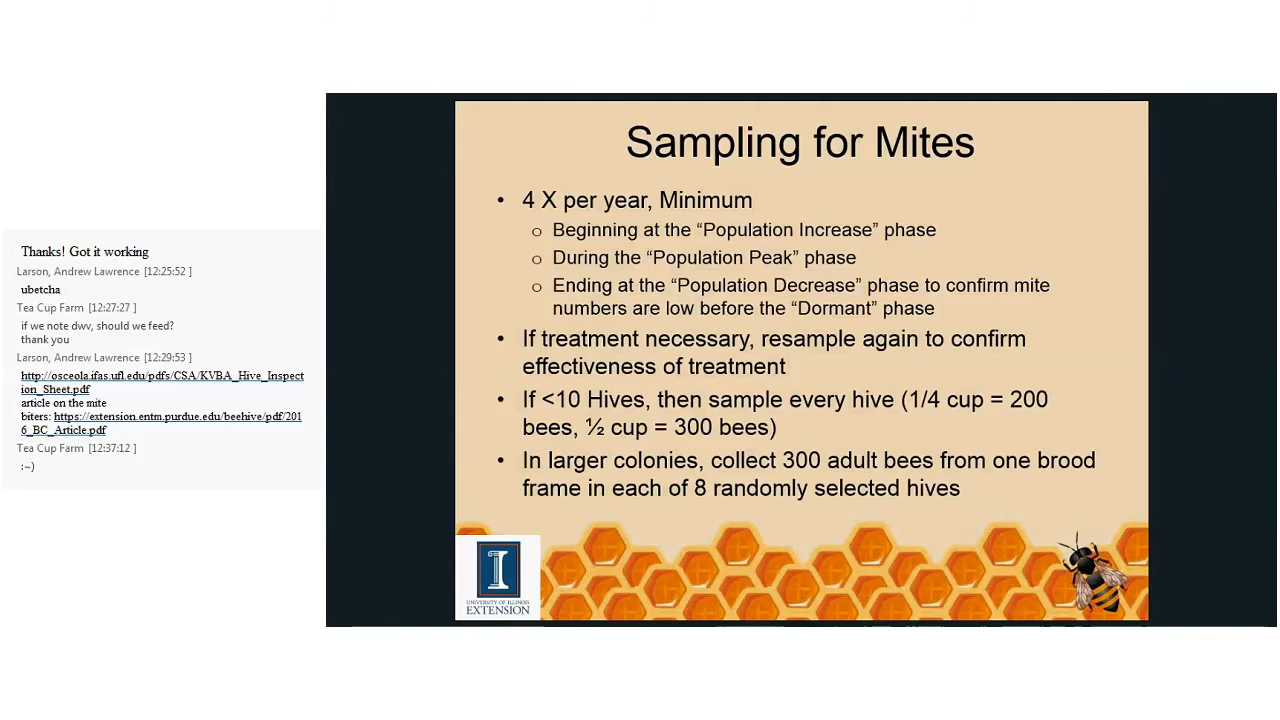 Thanks! Got it working
Larson, Andrew Lawrence [12:25:52 ]
ubetcha
Tea Cup Farm [12:27:27 ]
if we note dwv, should we feed?
thank you
Larson, Andrew Lawrence [12:29:53 ]
http://osceola.ifas.ufl.edu/pdfs/CSA/KVBA_Hive_Inspect
ion_Sheet.pdf
article on the mite
biters: https://extension.entm.purdue.edu/beehive/pdf/201
6_BC_Article.pdf
Tea Cup Farm [12:37:12 ]
:~)
Sampling for Mites
• 4 X per year, Minimum
o Beginning at the “Population Increase” phase
o During the “Population Peak” phase
o Ending at the “Population Decrease” phase to confirm mite
numbers are low before the “Dormant” phase
• If treatment necessary, resample again to confirm
effectiveness of treatment
• If <10 Hives, then sample every hive (1/4 cup = 200
bees, ½ cup = 300 bees)
• In larger colonies, collect 300 adult bees from one brood
frame in each of 8 randomly selected hives
I
UNIVERSITY OF ILLINOIS
EXTENSION